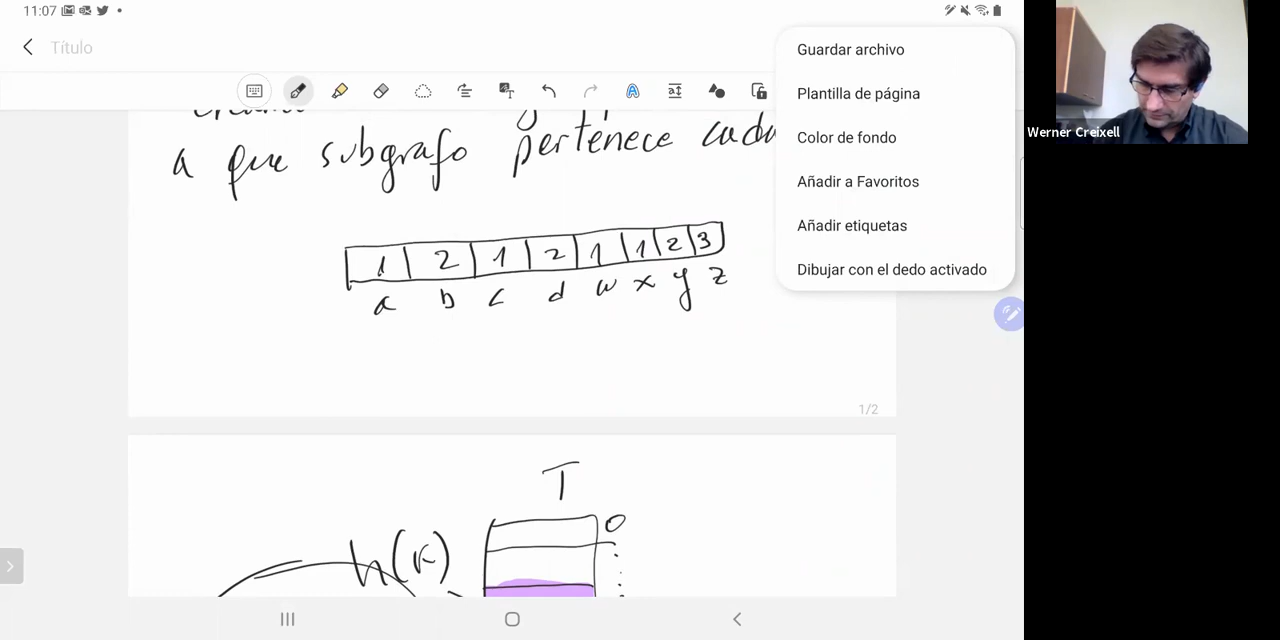 11:07
Título
Guardar archivo
Plantilla de página
Color de fondo
Añadir a Favoritos
Añadir etiquetas
Dibujar con el dedo activado
Werner Creixell
a que subgrafo pertenece cada
1 2 1 2 1 1 2 3
a b c d w x y z
1/2
T
h(K)
0